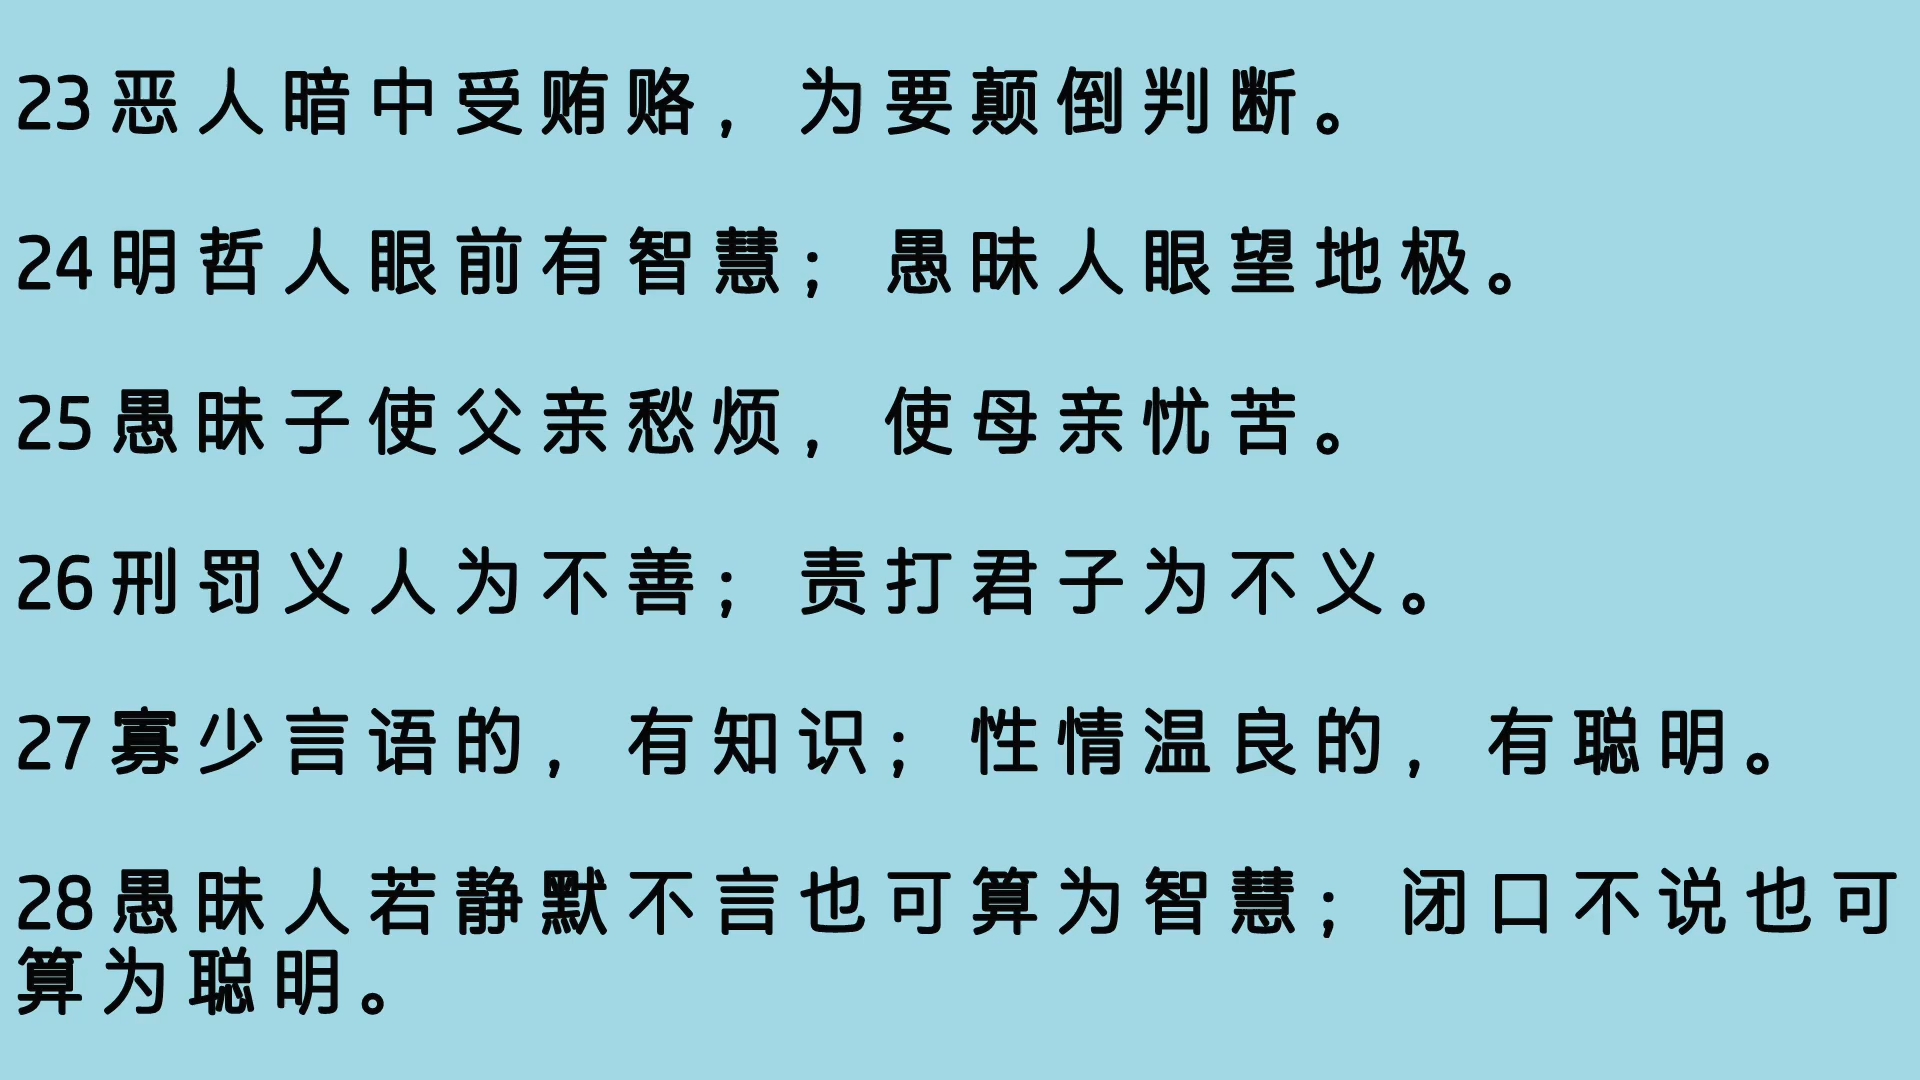 23恶人暗中受贿赂，为要颠倒判断。
24明哲人眼前有智慧；愚昧人眼望地极。
25愚昧子使父亲愁烦，使母亲忧苦。
26刑罚义人为不善；责打君子为不义。
27寡少言语的，有知识；性情温良的，有聪明。
28愚昧人若静默不言也可算为智慧；闭口不说也可
算为聪明。